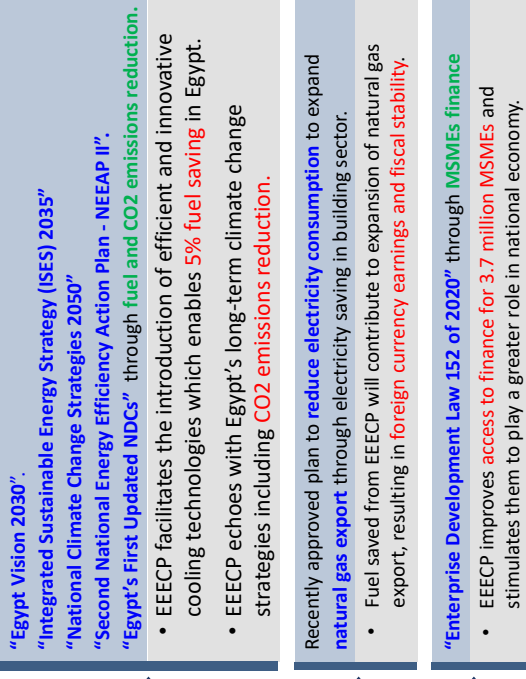 “Egypt Vision 2030”.
“Integrated Sustainable Energy Strategy (ISES) 2035”
“National Climate Change Strategies 2050”
“Second National Energy Efficiency Action Plan - NEEAP II”.
“Egypt’s First Updated NDCs” through fuel and CO2 emissions reduction.
• EEECP facilitates the introduction of efficient and innovative
cooling technologies which enables 5% fuel saving in Egypt.
• EEECP echoes with Egypt’s long-term climate change
strategies including CO2 emissions reduction.
Recently approved plan to reduce electricity consumption to expand
natural gas export through electricity saving in building sector.
• Fuel saved from EEECP will contribute to expansion of natural gas
export, resulting in foreign currency earnings and fiscal stability.
“Enterprise Development Law 152 of 2020” through MSMEs finance
• EEECP improves access to finance for 3.7 million MSMEs and
stimulates them to play a greater role in national economy.